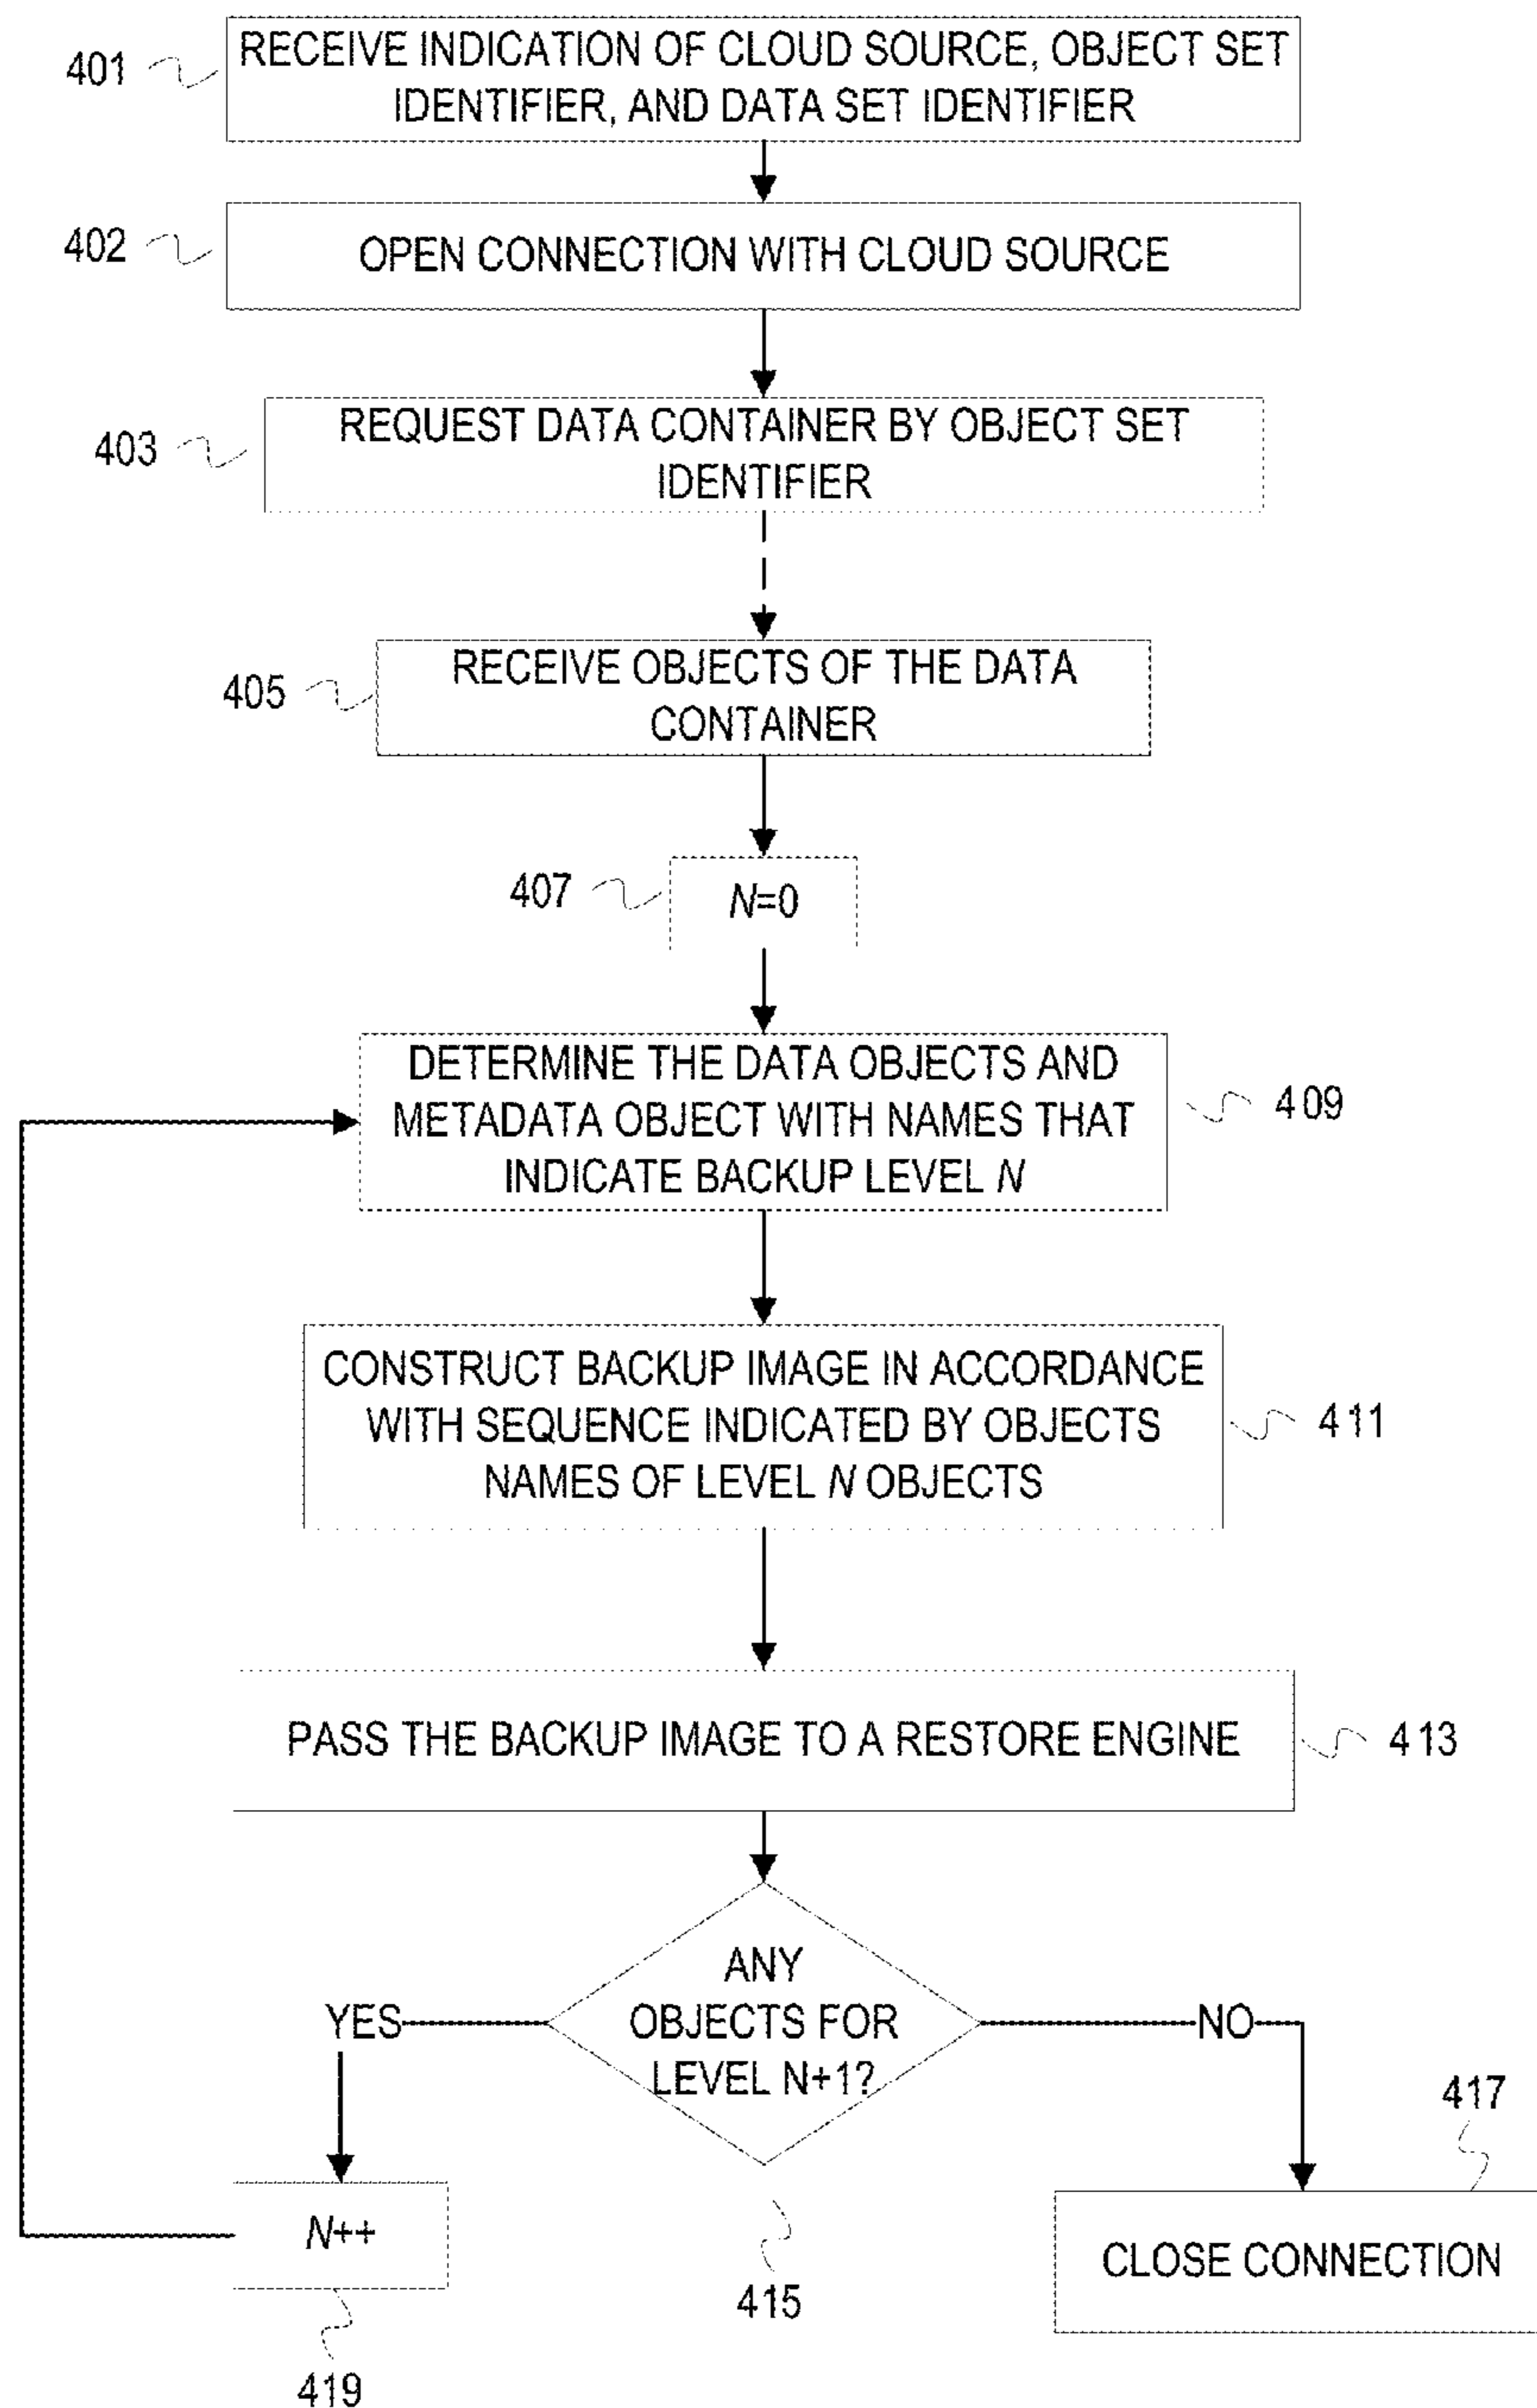 401
RECEIVE INDICATION OF CLOUD SOURCE, OBJECT SET
IDENTIFIER, AND DATA SET IDENTIFIER
402
OPEN CONNECTION WITH CLOUD SOURCE
403
REQUEST DATA CONTAINER BY OBJECT SET
IDENTIFIER
405
RECEIVE OBJECTS OF THE DATA
CONTAINER
407
N=0
DETERMINE THE DATA OBJECTS AND
METADATA OBJECT WITH NAMES THAT
INDICATE BACKUP LEVEL N
409
CONSTRUCT BACKUP IMAGE IN ACCORDANCE
WITH SEQUENCE INDICATED BY OBJECTS
NAMES OF LEVEL N OBJECTS
411
PASS THE BACKUP IMAGE TO A RESTORE ENGINE
413
ANY
OBJECTS FOR
LEVEL N+1?
YES
NO
415
417
N++
CLOSE CONNECTION
419